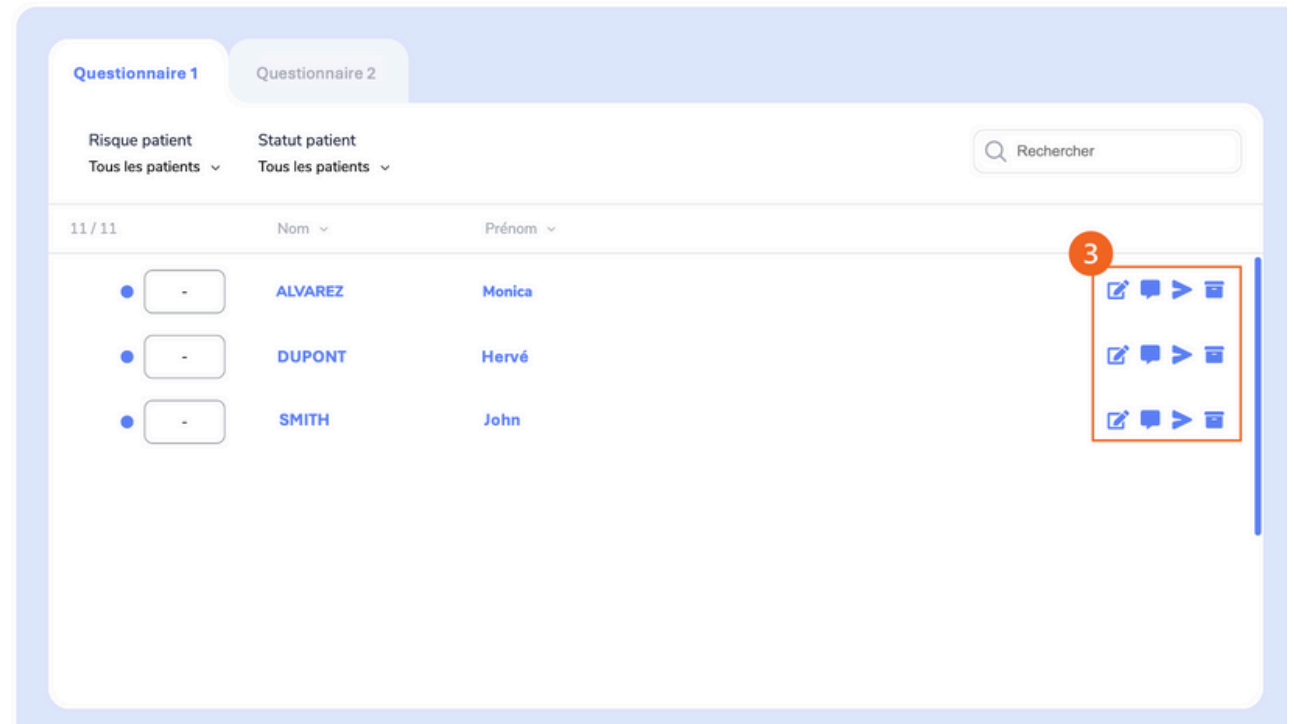 Questionnaire 1 Questionnaire 2
Risque patient Statut patient
Tous les patients Tous les patients
Rechercher
11 / 11 Nom Prénom
3
- ALVAREZ Monica
- DUPONT Hervé
- SMITH John